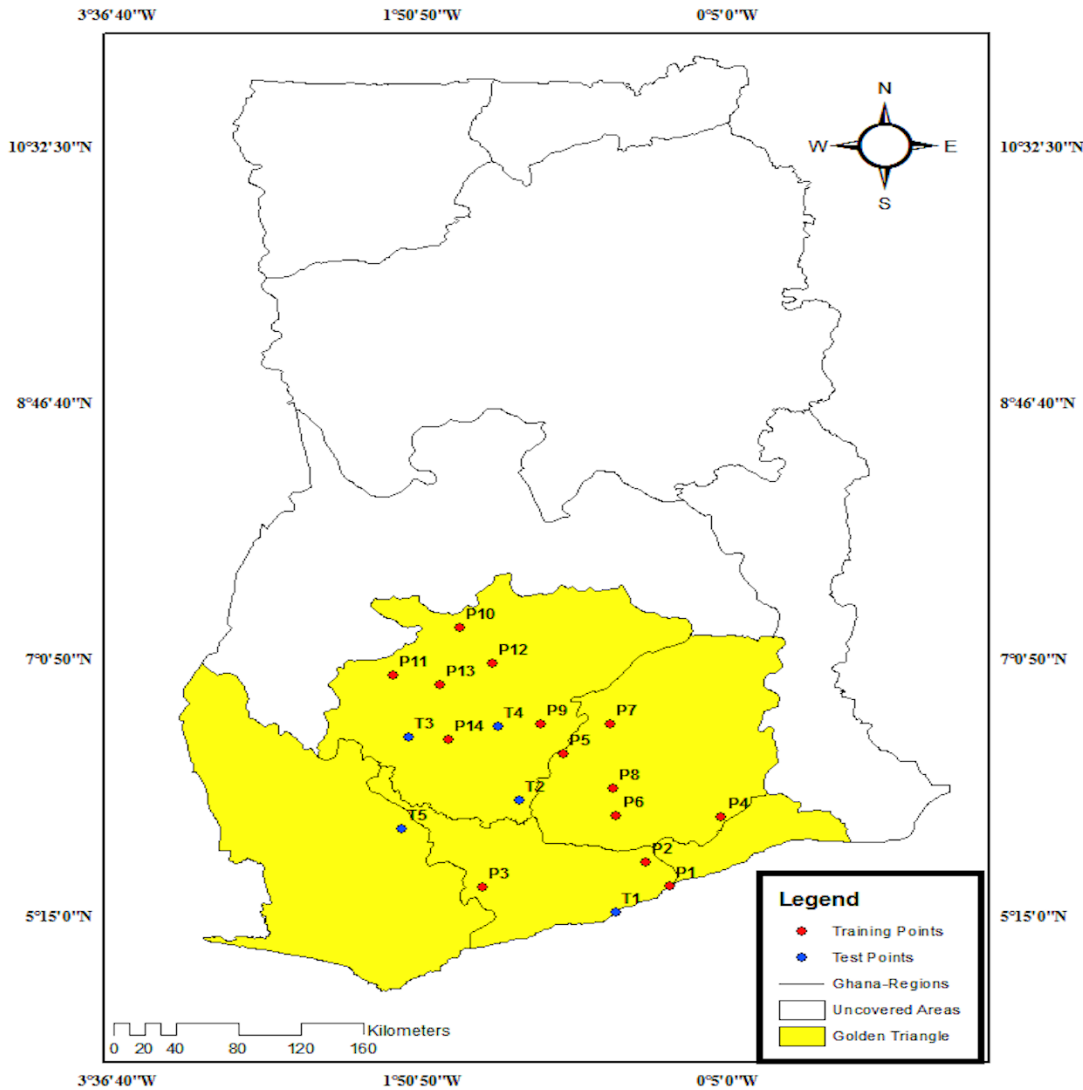 3°36'40"W 1°50'50"W 0°5'0"W
N
10°32'30"N W E 10°32'30"N
S
8°46'40"N 8°46'40"N
P10
7°0'50"N P12 7°0'50"N
P11 P13
T3 P14 T4 P9 P7
P5
P8
T2
P6 P4
T5
P2
P3 P1
T1
5°15'0"N 5°15'0"N
Legend
Training Points
Test Points
Ghana-Regions
Uncovered Areas
Golden Triangle
Kilometers
0 20 40 80 120 160
3°36'40"W 1°50'50"W 0°5'0"W